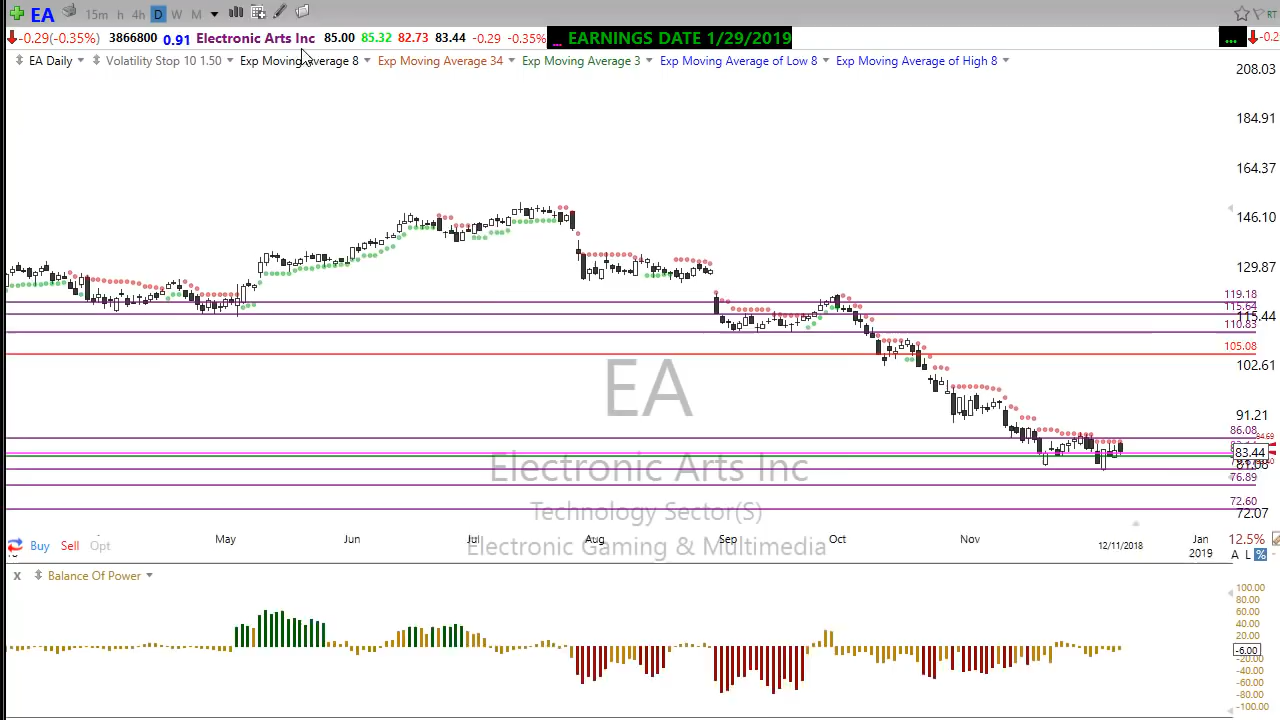 EA 15m h 4h D W M RT
-0.29(-0.35%) 3866800 0.91 Electronic Arts Inc 85.00 85.32 82.73 83.44 -0.29 -0.35% ... EARNINGS DATE 1/29/2019 ... -0.2
EA Daily Volatility Stop 10 1.50 Exp Moving Average 8 Exp Moving Average 34 Exp Moving Average 3 Exp Moving Average of Low 8 Exp Moving Average of High 8
208.03
184.91
164.37
146.10
129.87
119.18
115.44
110.83
105.08
102.61
EA
91.21
86.08
83.44
Electronic Arts Inc
76.89
72.60
Technology Sector(S)
72.07
May Jun Jul Aug Sep Oct Nov 12/11/2018 Jan 2019
12.5%
Buy Sell Opt
Electronic Gaming & Multimedia
A L %
X Balance Of Power
100.00
80.00
60.00
40.00
20.00
-6.00
-20.00
-40.00
-60.00
-80.00
-100.00